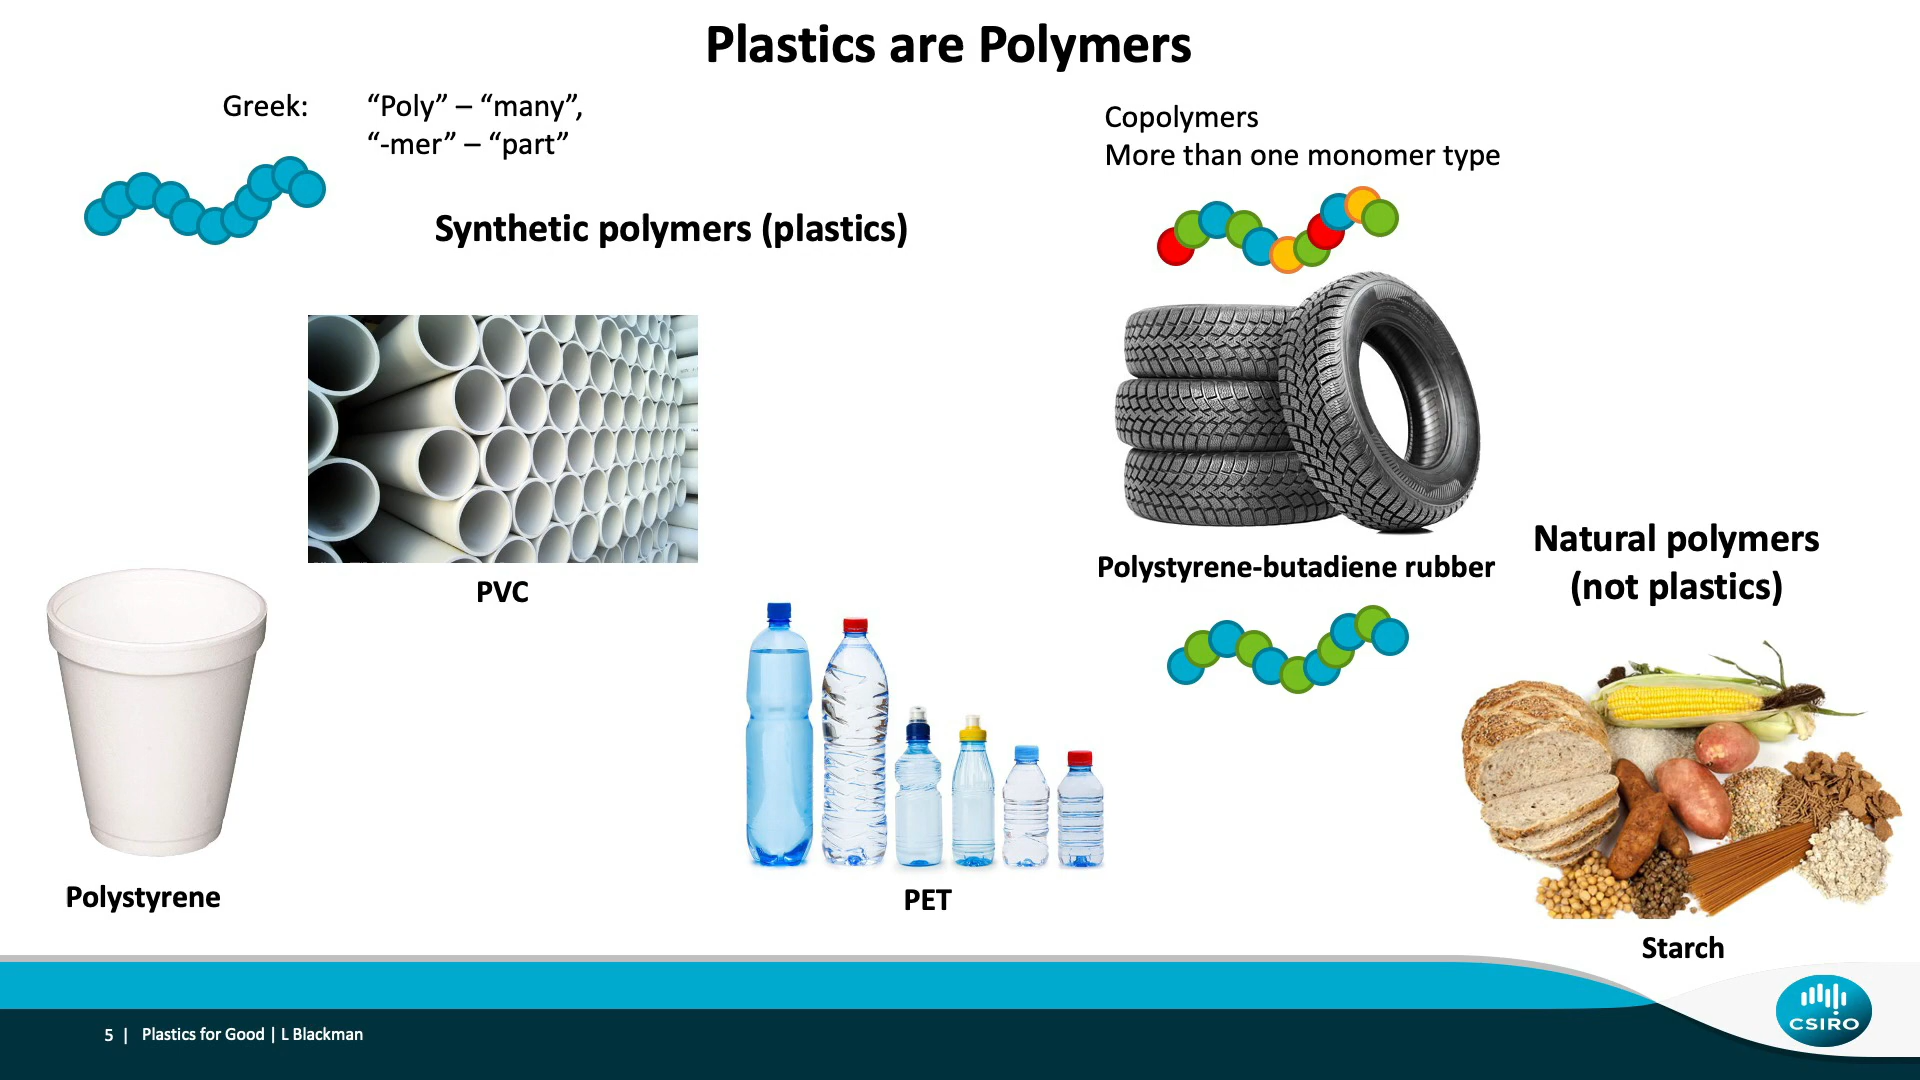 Plastics are Polymers
Greek: “Poly” – “many”,
“-mer” – “part”
Copolymers
More than one monomer type
Synthetic polymers (plastics)
Polystyrene-butadiene rubber
Natural polymers
(not plastics)
PVC
Polystyrene
PET
Starch
5 | Plastics for Good | L Blackman
CSIRO